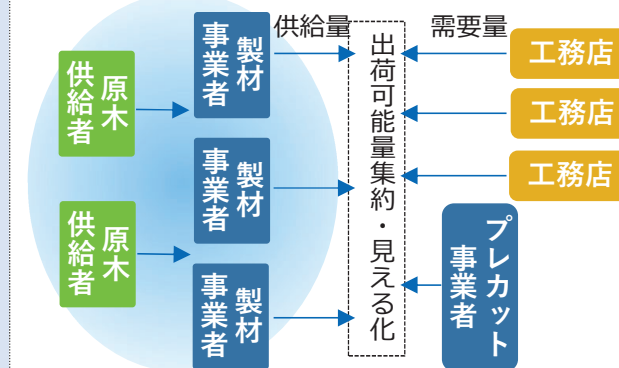 供給量
需要量
原木
供給者
製材
事業者
出荷可能量集約・見える化
工務店
工務店
製材
事業者
工務店
原木
供給者
プレカット
事業者
製材
事業者